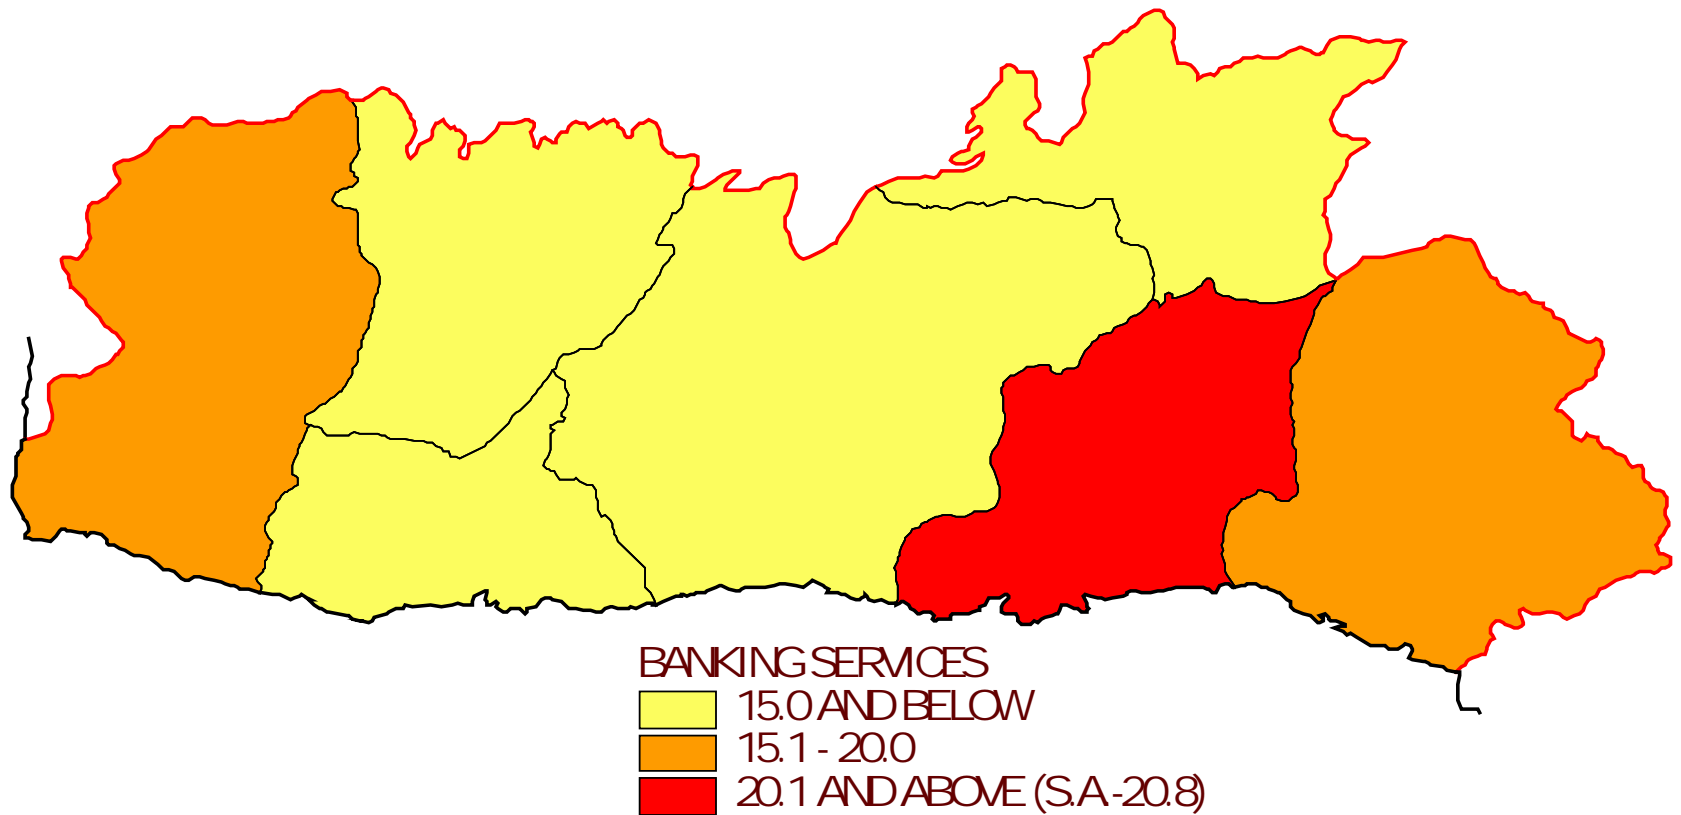 BANKING SERVICES
15.0 AND BELOW
15.1 - 20.0
20.1 AND ABOVE (S.A -20.8)